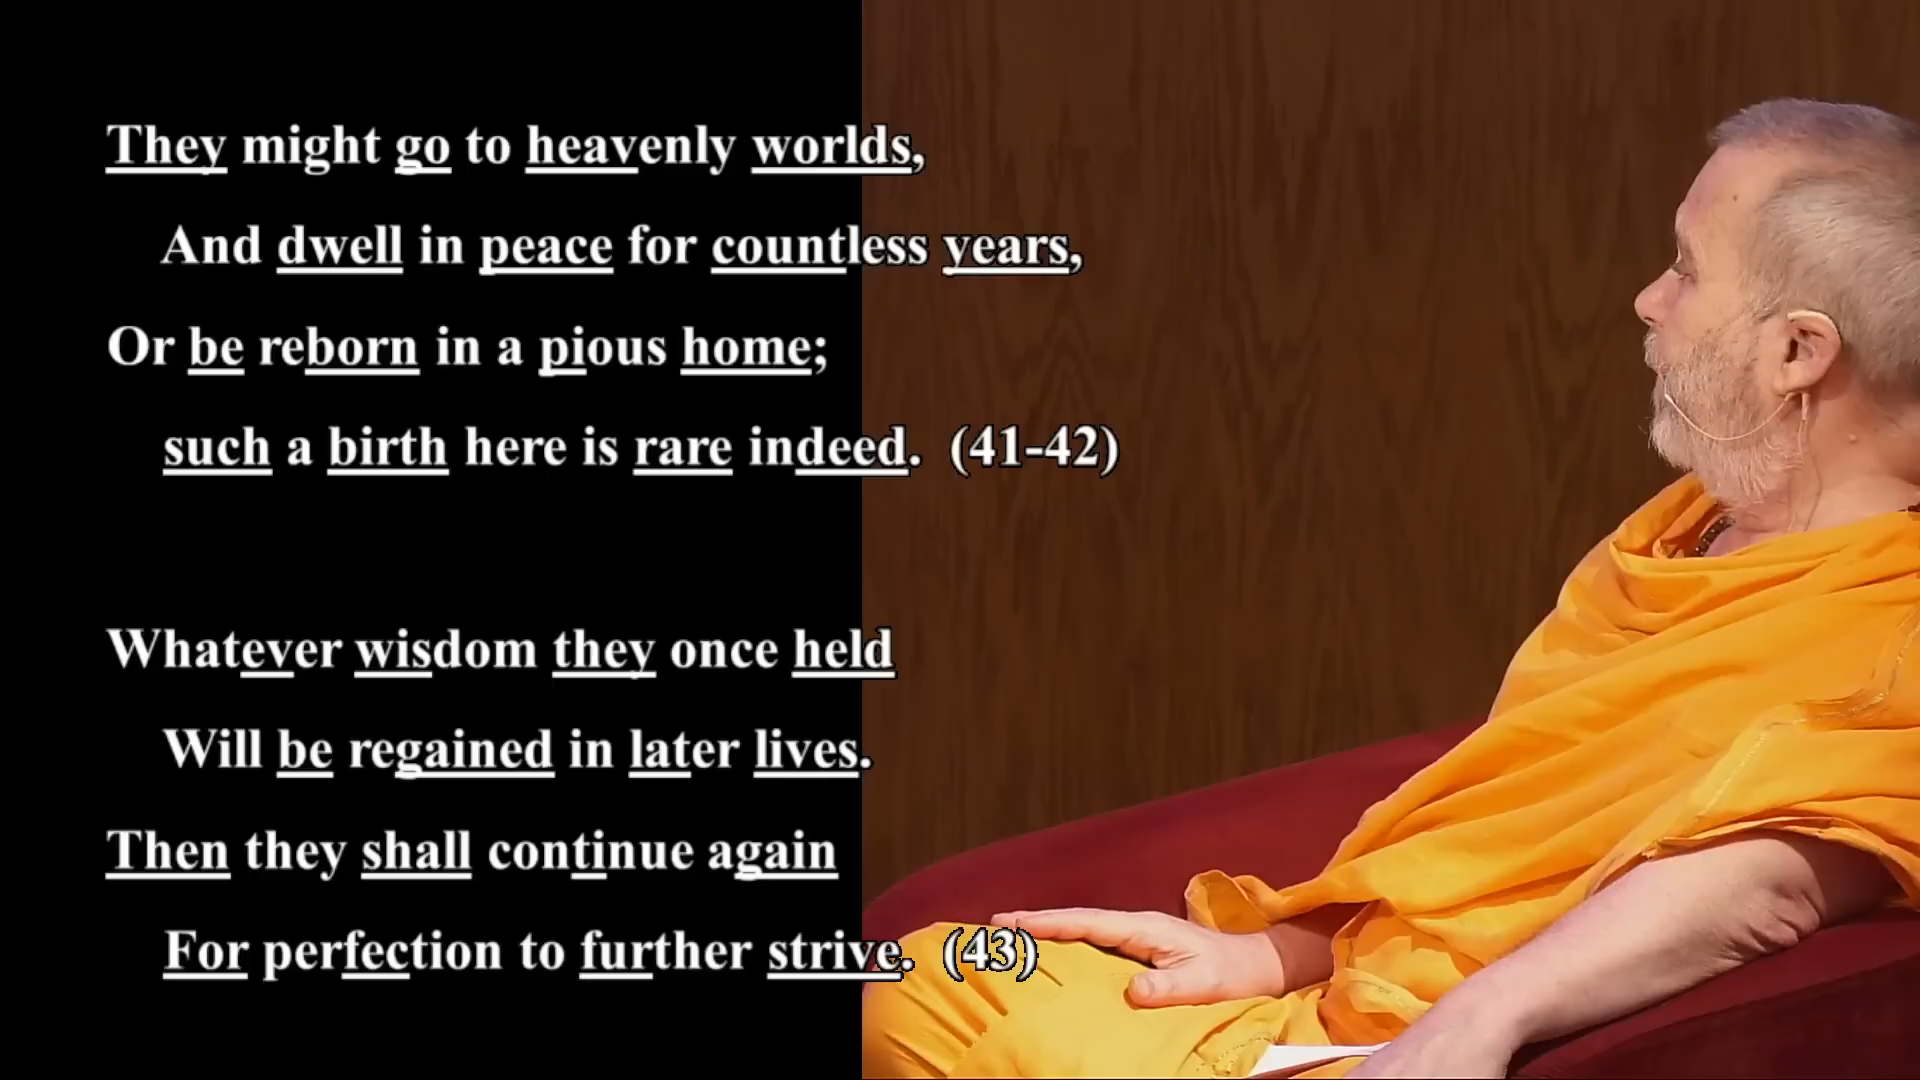 They might go to heavenly worlds,
And dwell in peace for countless years,
Or be reborn in a pious home;
such a birth here is rare indeed. (41-42)
Whatever wisdom they once held
Will be regained in later lives.
Then they shall continue again
For perfection to further strive. (43)